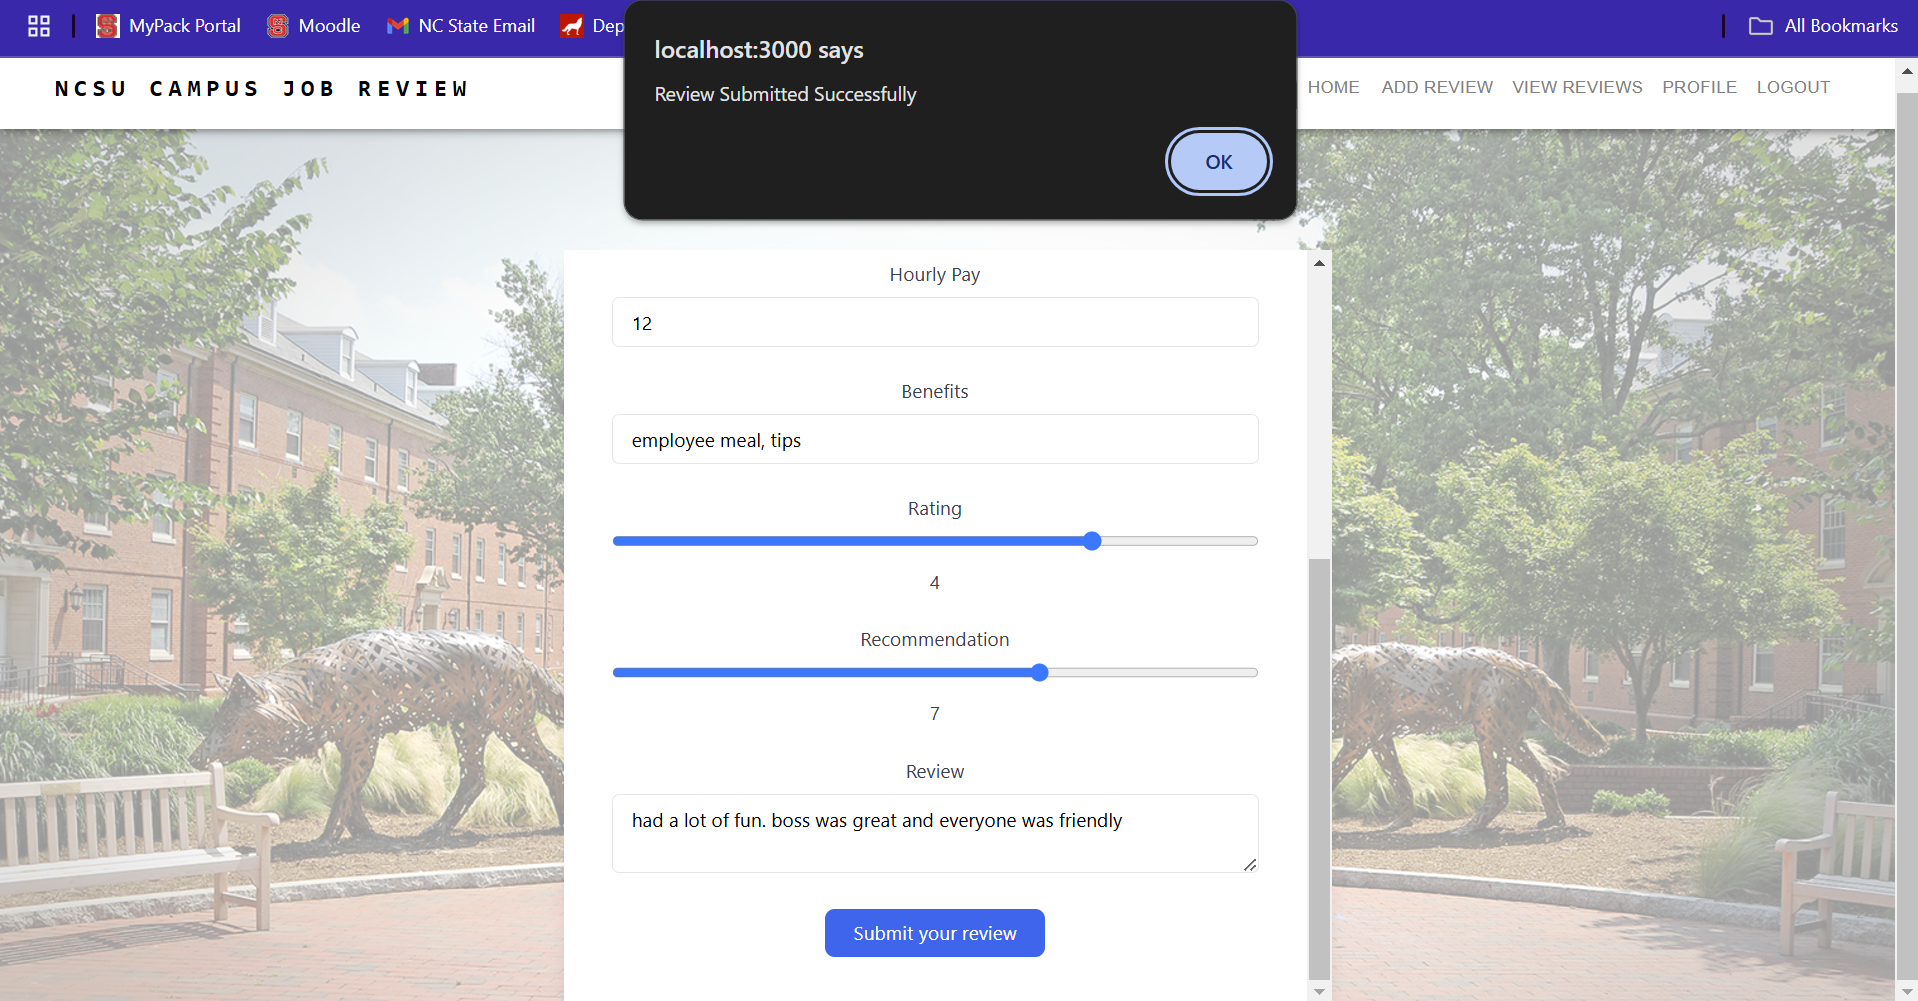 MyPack Portal
Moodle
NC State Email
All Bookmarks
localhost:3000 says
Review Submitted Successfully
OK
NCSU CAMPUS JOB REVIEW
HOME
ADD REVIEW
VIEW REVIEWS
PROFILE
LOGOUT
Hourly Pay
12
Benefits
employee meal, tips
Rating
4
Recommendation
7
Review
had a lot of fun. boss was great and everyone was friendly
Submit your review